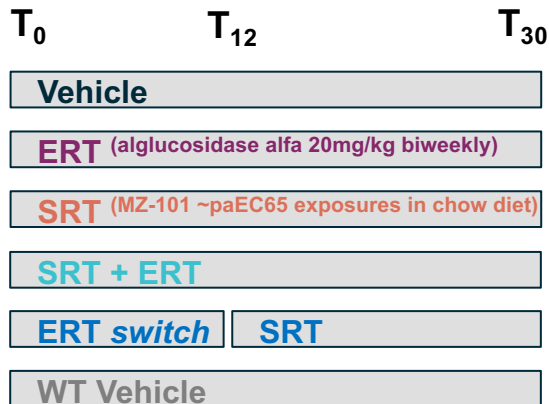 T₀ T₁₂ T₃₀
Vehicle
ERT (alglucosidase alfa 20mg/kg biweekly)
SRT (MZ-101 ~paEC65 exposures in chow diet)
SRT + ERT
ERT switch SRT
WT Vehicle